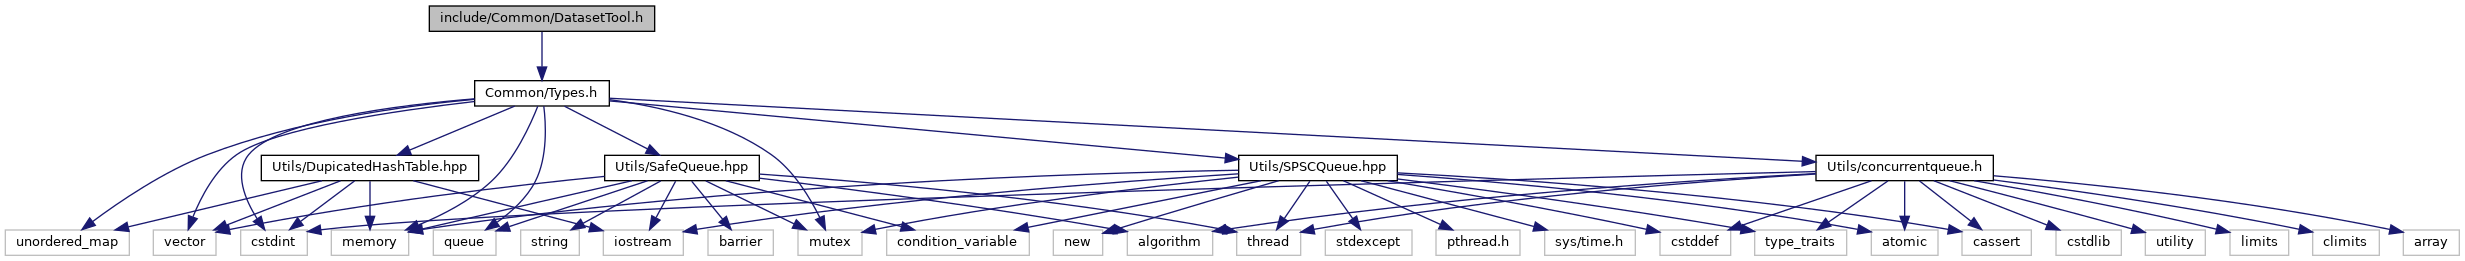 include/Common/DatasetTool.h
Common/Types.h
Utils/DupicatedHashTable.hpp
Utils/SafeQueue.hpp
Utils/SPSCQueue.hpp
Utils/concurrentqueue.h
unordered_map
vector
cstdint
memory
queue
string
iostream
barrier
mutex
condition_variable
new
algorithm
thread
stdexcept
pthread.h
sys/time.h
cstddef
type_traits
atomic
cassert
cstdlib
utility
limits
climits
array